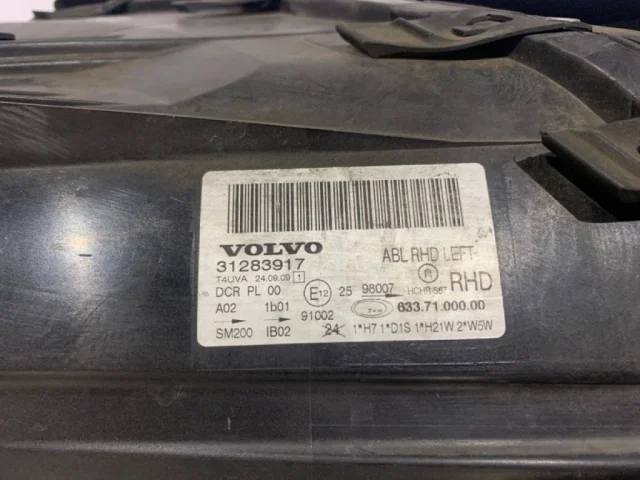 VOLVO
31283917
T4UVA 24.09.09 1
DCR PL 00
A02 1b01
SM200 IB02
E12 25 98007
91002
24
ABL RHD LEFT-
A
HCHR 567 RHD
633.71.000.00
1*H7 1*D1S 1*H21W 2*W5W